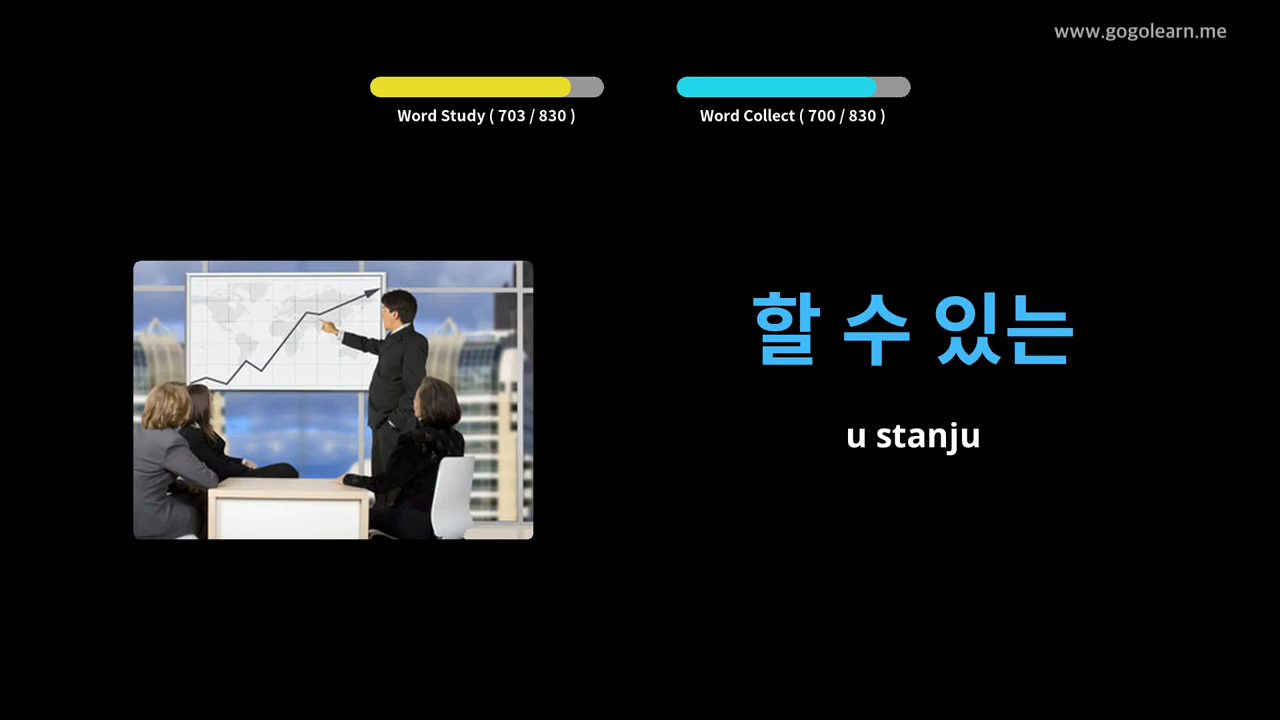 www.gogolearn.me
Word Study ( 703 / 830 )
Word Collect ( 700 / 830 )
할 수 있는
u stanju